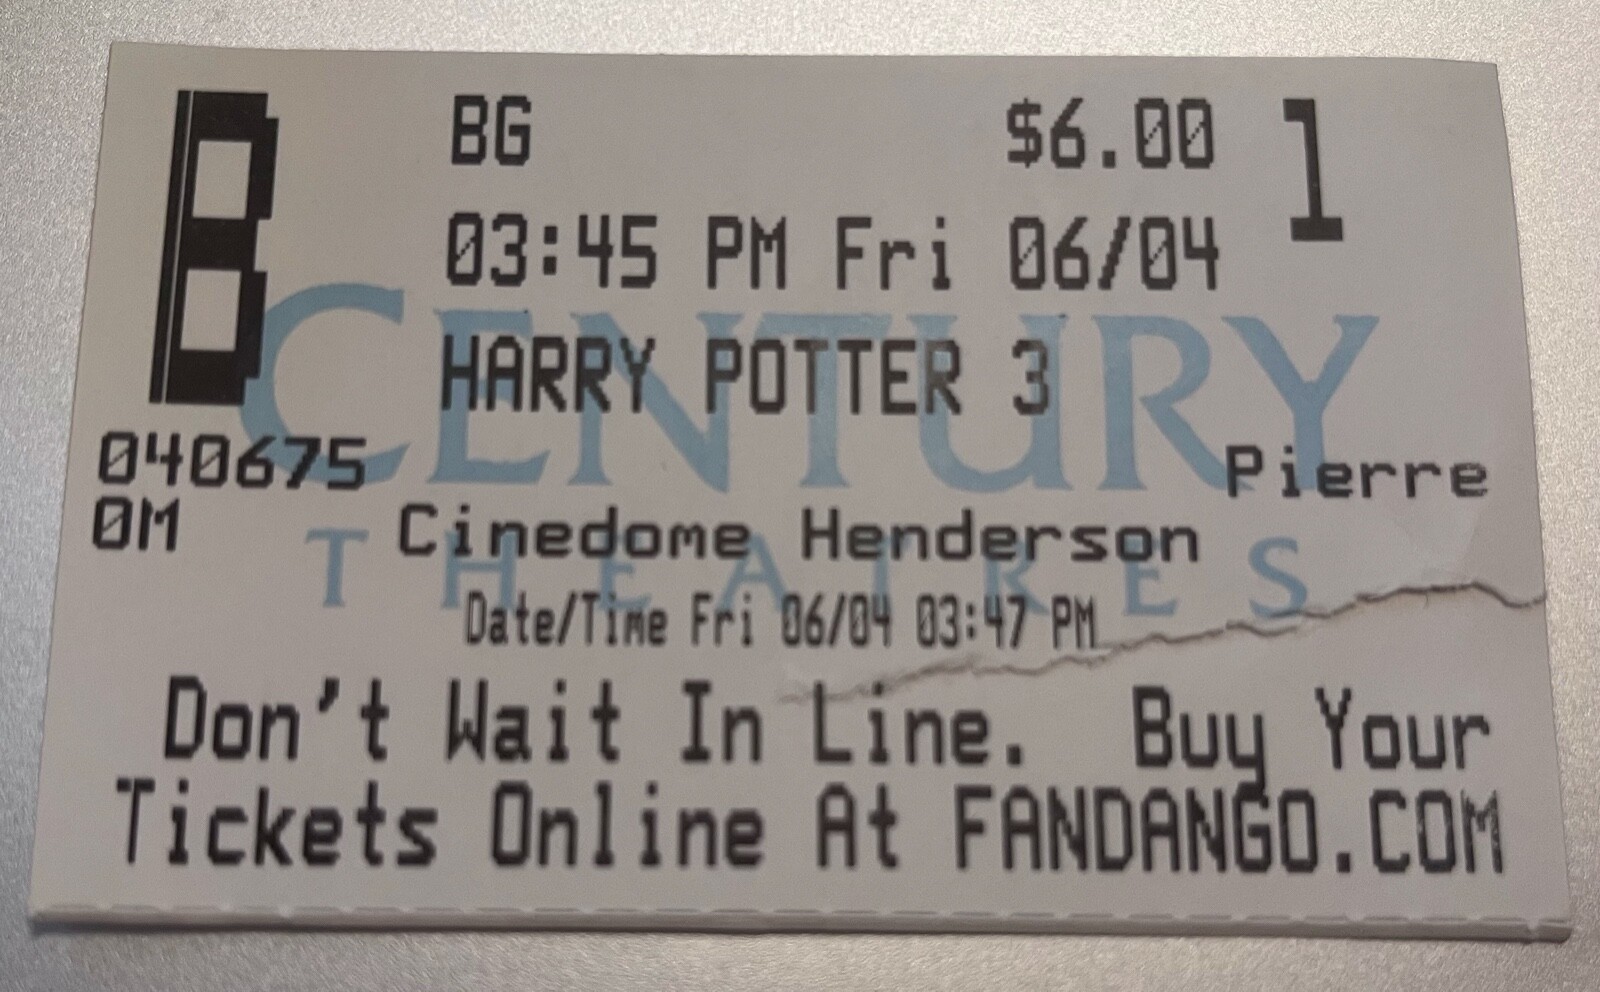 B BG $6.00 1
03:45 PM Fri 06/04
HARRY POTTER 3
CENTURY
040675 Pierre
0M Cinedome Henderson
THEATRES
Date/Time Fri 06/04 03:47 PM
Don't Wait In Line. Buy Your
Tickets Online At FANDANGO.COM